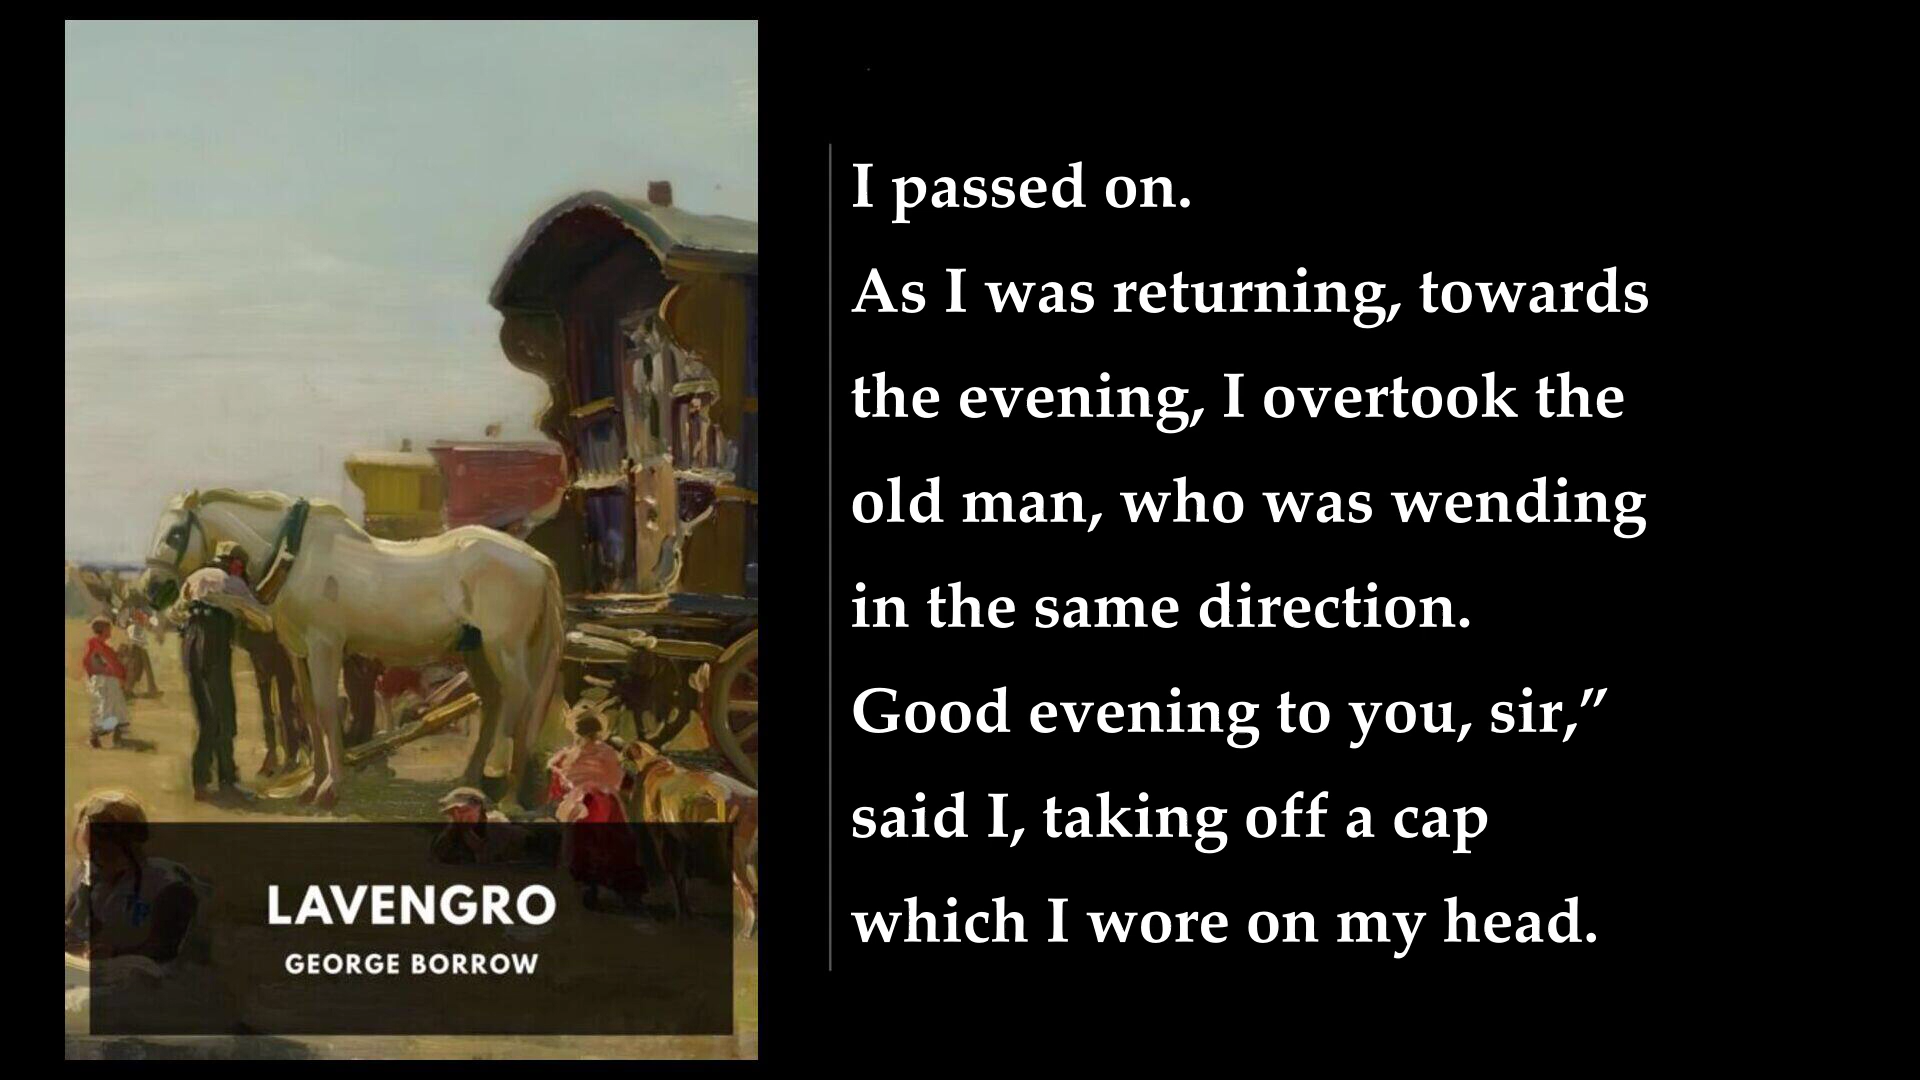 I passed on.
As I was returning, towards
the evening, I overtook the
old man, who was wending
in the same direction.
Good evening to you, sir,”
said I, taking off a cap
which I wore on my head.
LAVENGRO
GEORGE BORROW